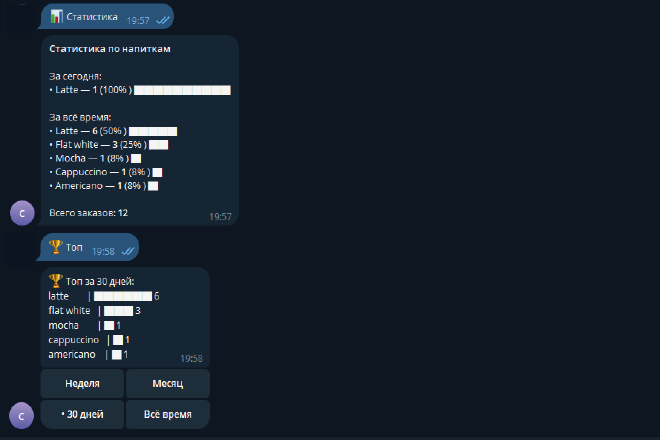 📊 Статистика 19:57
Статистика по напиткам
За сегодня:
• Latte — 1 (100% ) ██████████
За всё время:
• Latte — 6 (50% ) █████
• Flat white — 3 (25% ) ██
• Mocha — 1 (8% ) █
• Cappuccino — 1 (8% ) █
• Americano — 1 (8% ) █
Всего заказов: 12
19:57
C
🏆 Топ 19:58
🏆 Топ за 30 дней:
latte | ██████ 6
flat white | ███ 3
mocha | █ 1
cappuccino | █ 1
americano | █ 1
19:58
Неделя Месяц
• 30 дней Всё время
C